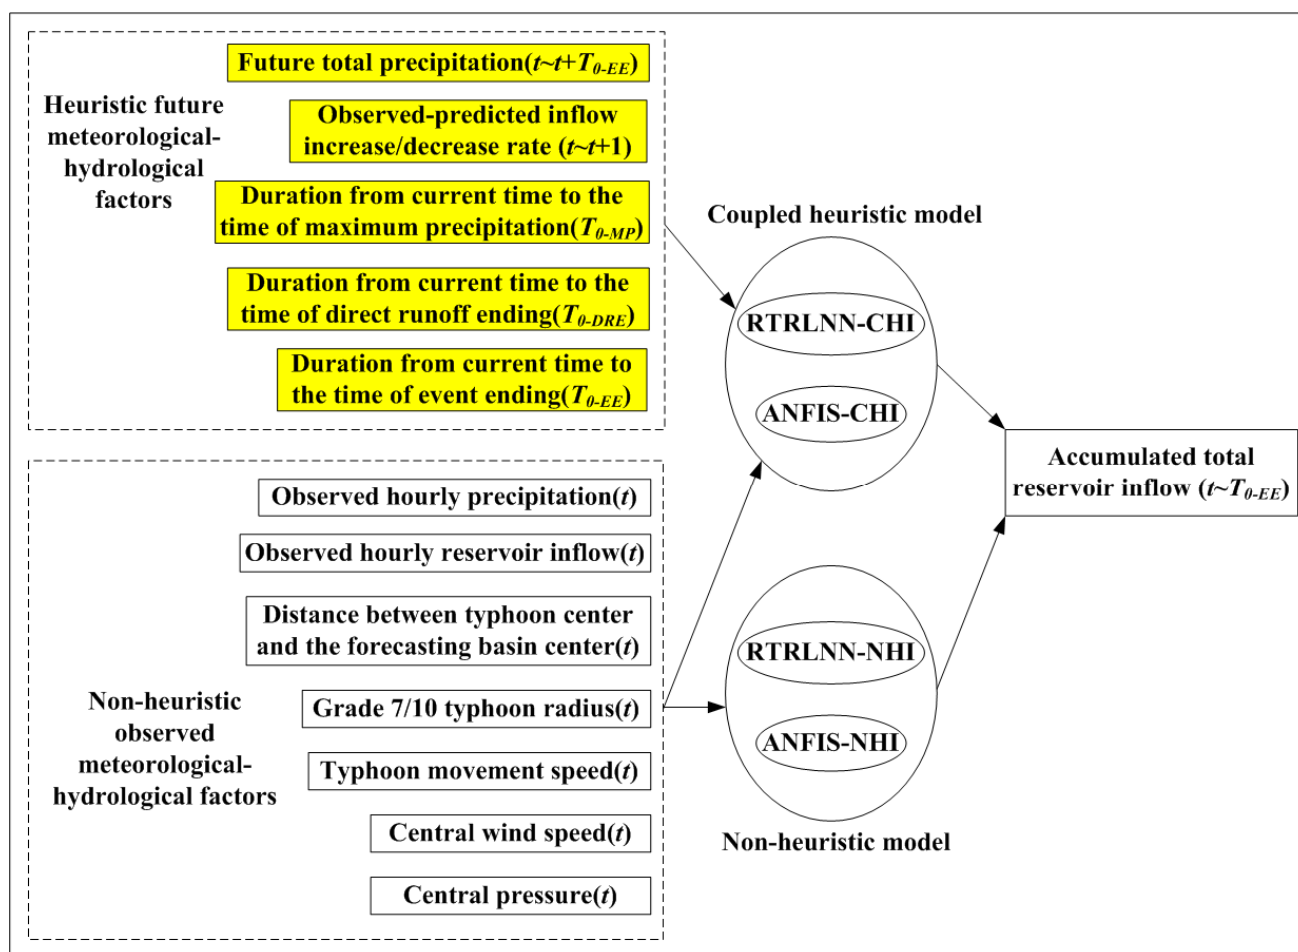 Heuristic future
meteorological-
hydrological
factors
Future total precipitation(t~t+T0-EE)
Observed-predicted inflow
increase/decrease rate (t~t+1)
Duration from current time to the
time of maximum precipitation(T0-MP)
Duration from current time to the
time of direct runoff ending(T0-DRE)
Duration from current time to
the time of event ending(T0-EE)
Non-heuristic
observed
meteorological-
hydrological factors
Observed hourly precipitation(t)
Observed hourly reservoir inflow(t)
Distance between typhoon center
and the forecasting basin center(t)
Grade 7/10 typhoon radius(t)
Typhoon movement speed(t)
Central wind speed(t)
Central pressure(t)
Coupled heuristic model
RTRLNN-CHI
ANFIS-CHI
RTRLNN-NHI
ANFIS-NHI
Non-heuristic model
Accumulated total
reservoir inflow (t~T0-EE)